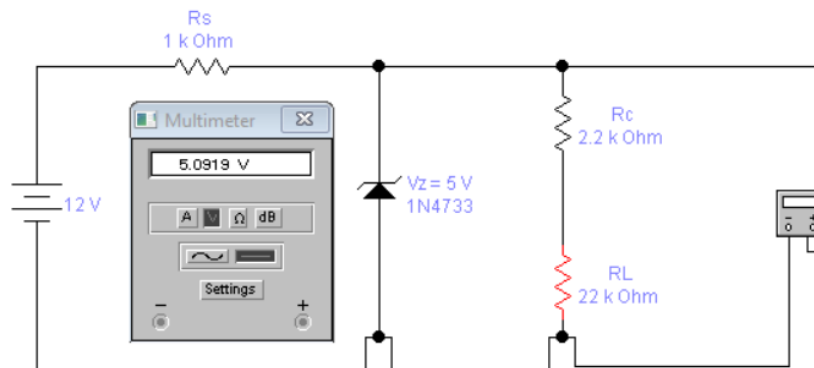 Rs
1 k Ohm
Multimeter
5.0919 V
A V Ω dB
Settings
− +
12 V
Vz = 5 V
1N4733
Rc
2.2 k Ohm
RL
22 k Ohm
− +